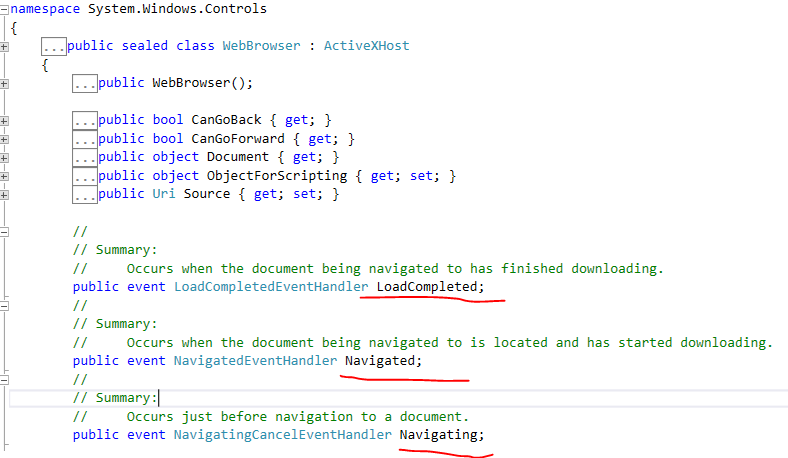 namespace System.Windows.Controls
{
...public sealed class WebBrowser : ActiveXHost
{
...public WebBrowser();
...public bool CanGoBack { get; }
...public bool CanGoForward { get; }
...public object Document { get; }
...public object ObjectForScripting { get; set; }
...public Uri Source { get; set; }
//
// Summary:
//     Occurs when the document being navigated to has finished downloading.
public event LoadCompletedEventHandler LoadCompleted;
//
// Summary:
//     Occurs when the document being navigated to is located and has started downloading.
public event NavigatedEventHandler Navigated;
//
// Summary:
//     Occurs just before navigation to a document.
public event NavigatingCancelEventHandler Navigating;